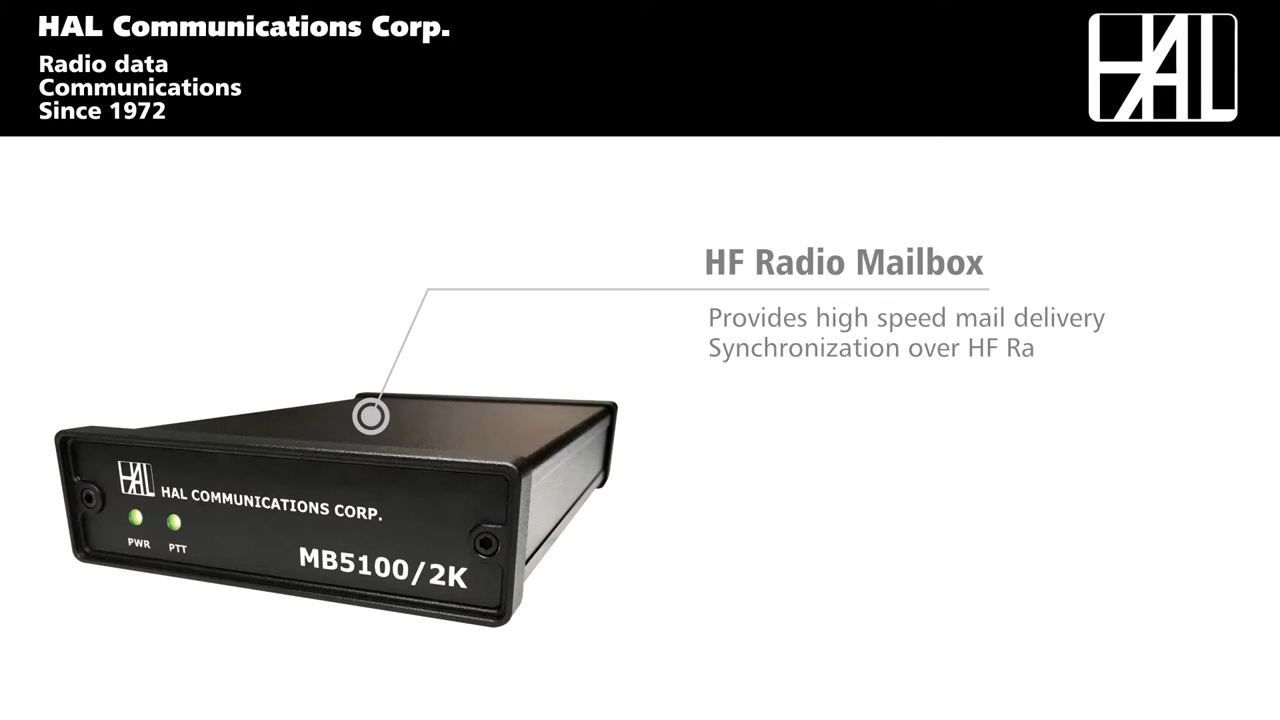 HAL Communications Corp.
Radio data
Communications
Since 1972
HAL
HF Radio Mailbox
Provides high speed mail delivery
Synchronization over HF Ra
HAL HAL COMMUNICATIONS CORP.
PWR PTT
MB5100/2K